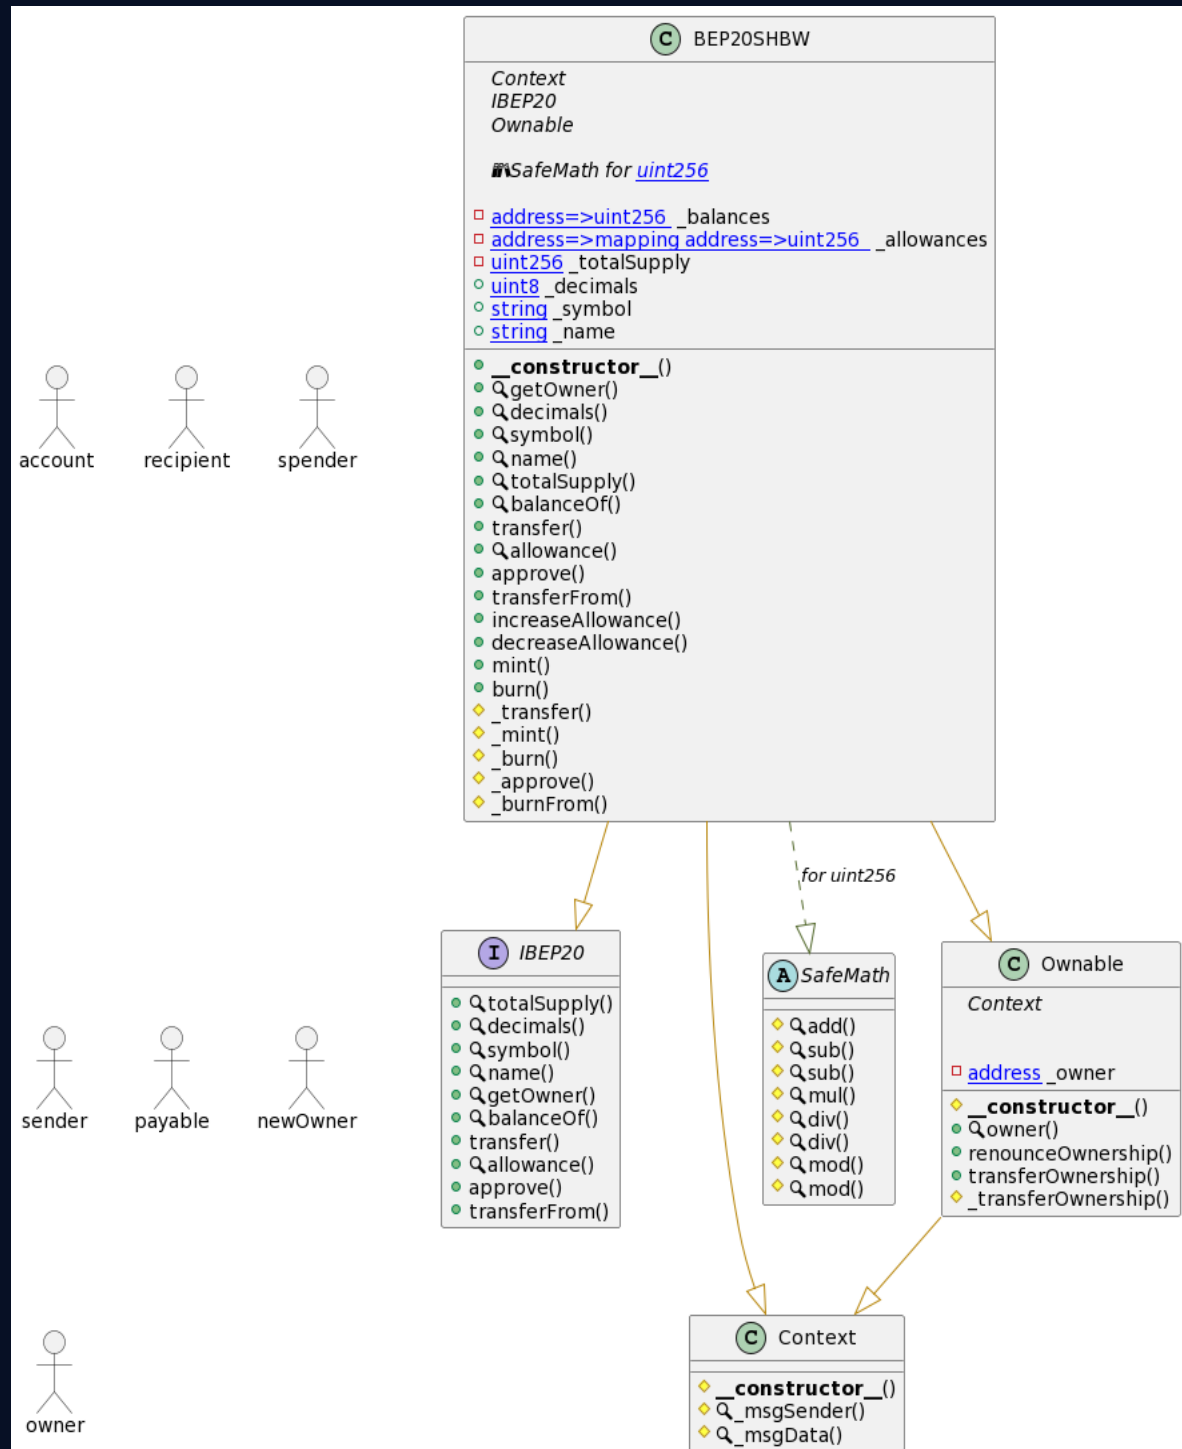 C BEP20SHBW
Context
IBEP20
Ownable
SafeMath for uint256
address=>uint256 _balances
address=>mapping address=>uint256 _allowances
uint256 _totalSupply
uint8 _decimals
string _symbol
string _name
__constructor__()
getOwner()
decimals()
symbol()
name()
totalSupply()
balanceOf()
transfer()
allowance()
approve()
transferFrom()
increaseAllowance()
decreaseAllowance()
mint()
burn()
_transfer()
_mint()
_burn()
_approve()
_burnFrom()
account
recipient
spender
for uint256
I IBEP20
totalSupply()
decimals()
symbol()
name()
getOwner()
balanceOf()
transfer()
allowance()
approve()
transferFrom()
A SafeMath
add()
sub()
sub()
mul()
div()
div()
mod()
mod()
C Ownable
Context
address _owner
__constructor__()
owner()
renounceOwnership()
transferOwnership()
_transferOwnership()
sender
payable
newOwner
C Context
__constructor__()
_msgSender()
_msgData()
owner